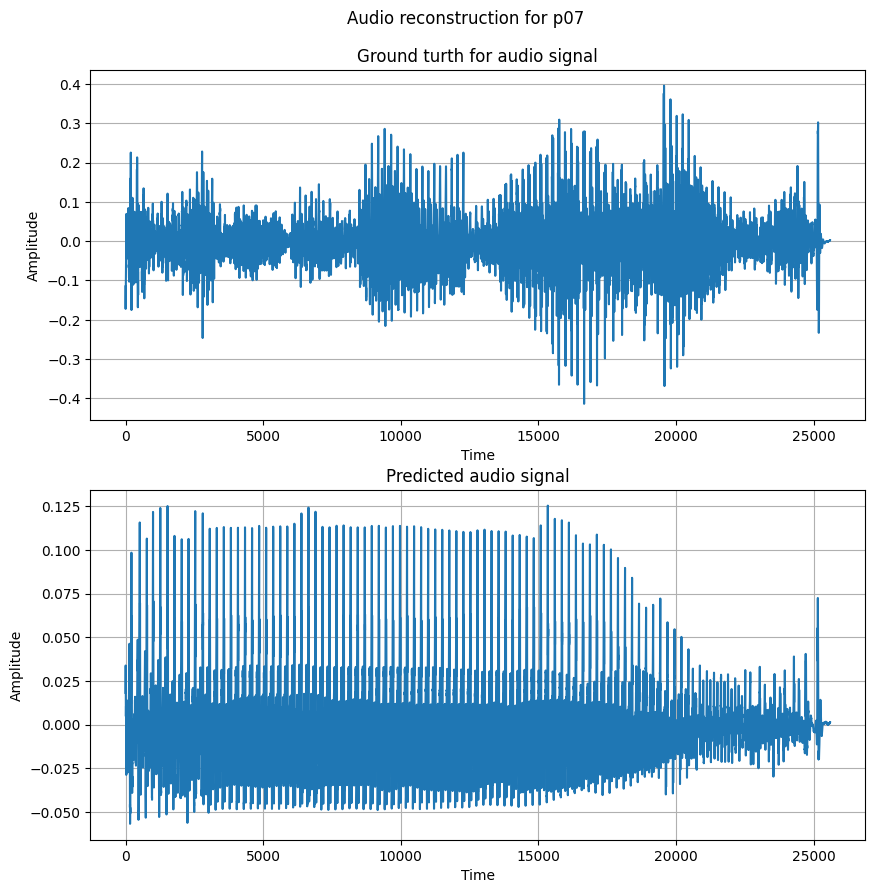 Audio reconstruction for p07
Ground turth for audio signal
Amplitude
0.4
0.3
0.2
0.1
0.0
−0.1
−0.2
−0.3
−0.4
0 5000 10000 15000 20000 25000
Time
Predicted audio signal
Amplitude
0.125
0.100
0.075
0.050
0.025
0.000
−0.025
−0.050
0 5000 10000 15000 20000 25000
Time